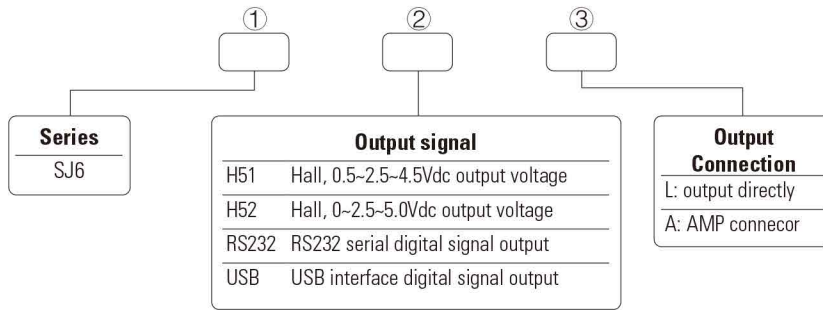 ① ② ③
Series
SJ6
Output signal
H51 Hall, 0.5~2.5~4.5Vdc output voltage
H52 Hall, 0~2.5~5.0Vdc output voltage
RS232 RS232 serial digital signal output
USB USB interface digital signal output
Output
Connection
L: output directly
A: AMP connecor